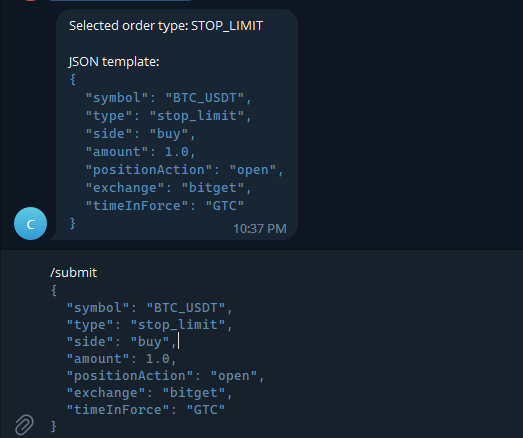 Selected order type: STOP_LIMIT
JSON template:
{
"symbol": "BTC_USDT",
"type": "stop_limit",
"side": "buy",
"amount": 1.0,
"positionAction": "open",
"exchange": "bitget",
"timeInForce": "GTC"
}
C
10:37 PM
/submit
{
"symbol": "BTC_USDT",
"type": "stop_limit",
"side": "buy",
"amount": 1.0,
"positionAction": "open",
"exchange": "bitget",
"timeInForce": "GTC"
}